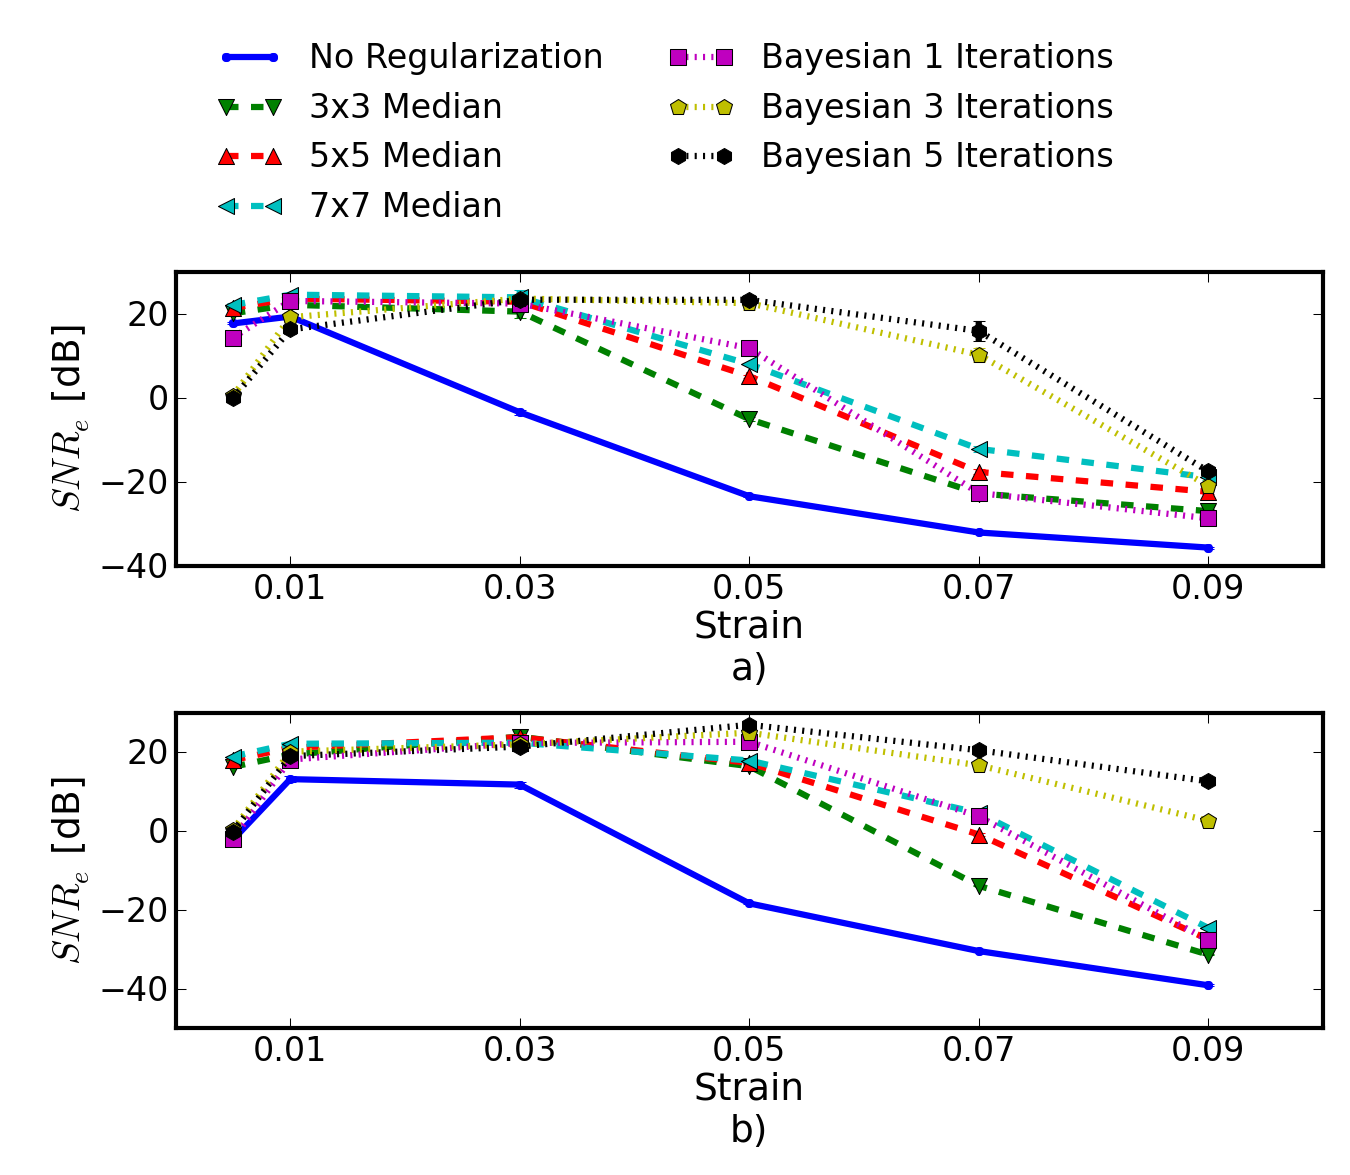 No Regularization
3x3 Median
5x5 Median
7x7 Median
Bayesian 1 Iterations
Bayesian 3 Iterations
Bayesian 5 Iterations
SNRe [dB]
20
0
−20
−40
0.01 0.03 0.05 0.07 0.09
Strain
a)
SNRe [dB]
20
0
−20
−40
0.01 0.03 0.05 0.07 0.09
Strain
b)